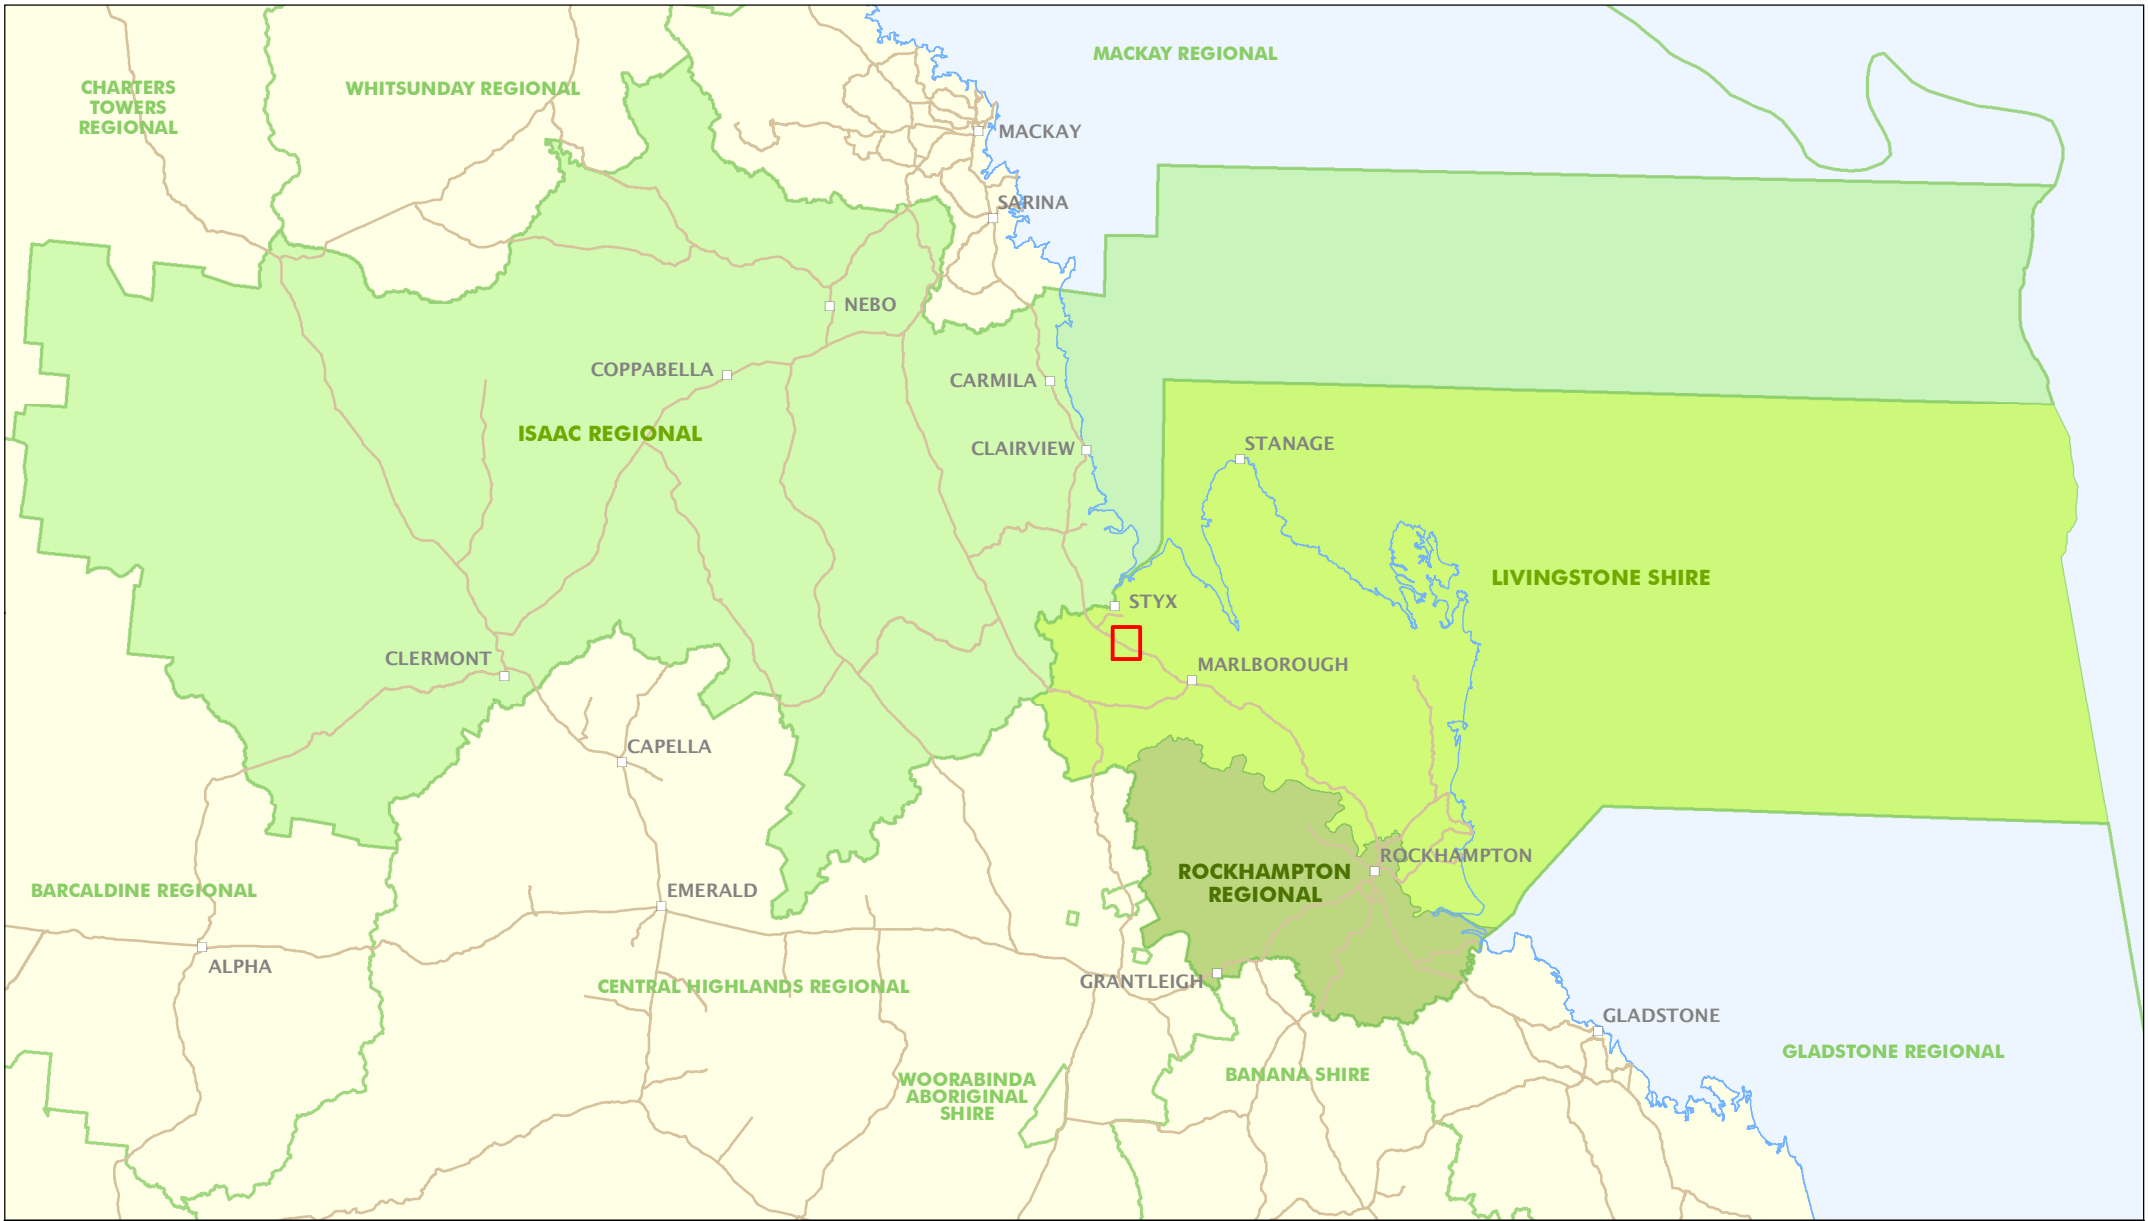 MACKAY REGIONAL
CHARTERS
TOWERS
REGIONAL
WHITSUNDAY REGIONAL
MACKAY
SARINA
NEBO
COPPABELLA
CARMILA
ISAAC REGIONAL
CLAIRVIEW
STANAGE
LIVINGSTONE SHIRE
STYX
CLERMONT
MARLBOROUGH
CAPELLA
ROCKHAMPTON
ROCKHAMPTON
REGIONAL
BARCALDINE REGIONAL
EMERALD
ALPHA
GRANTLEIGH
CENTRAL HIGHLANDS REGIONAL
GLADSTONE
GLADSTONE REGIONAL
WOORABINDA
ABORIGINAL
SHIRE
BANANA SHIRE